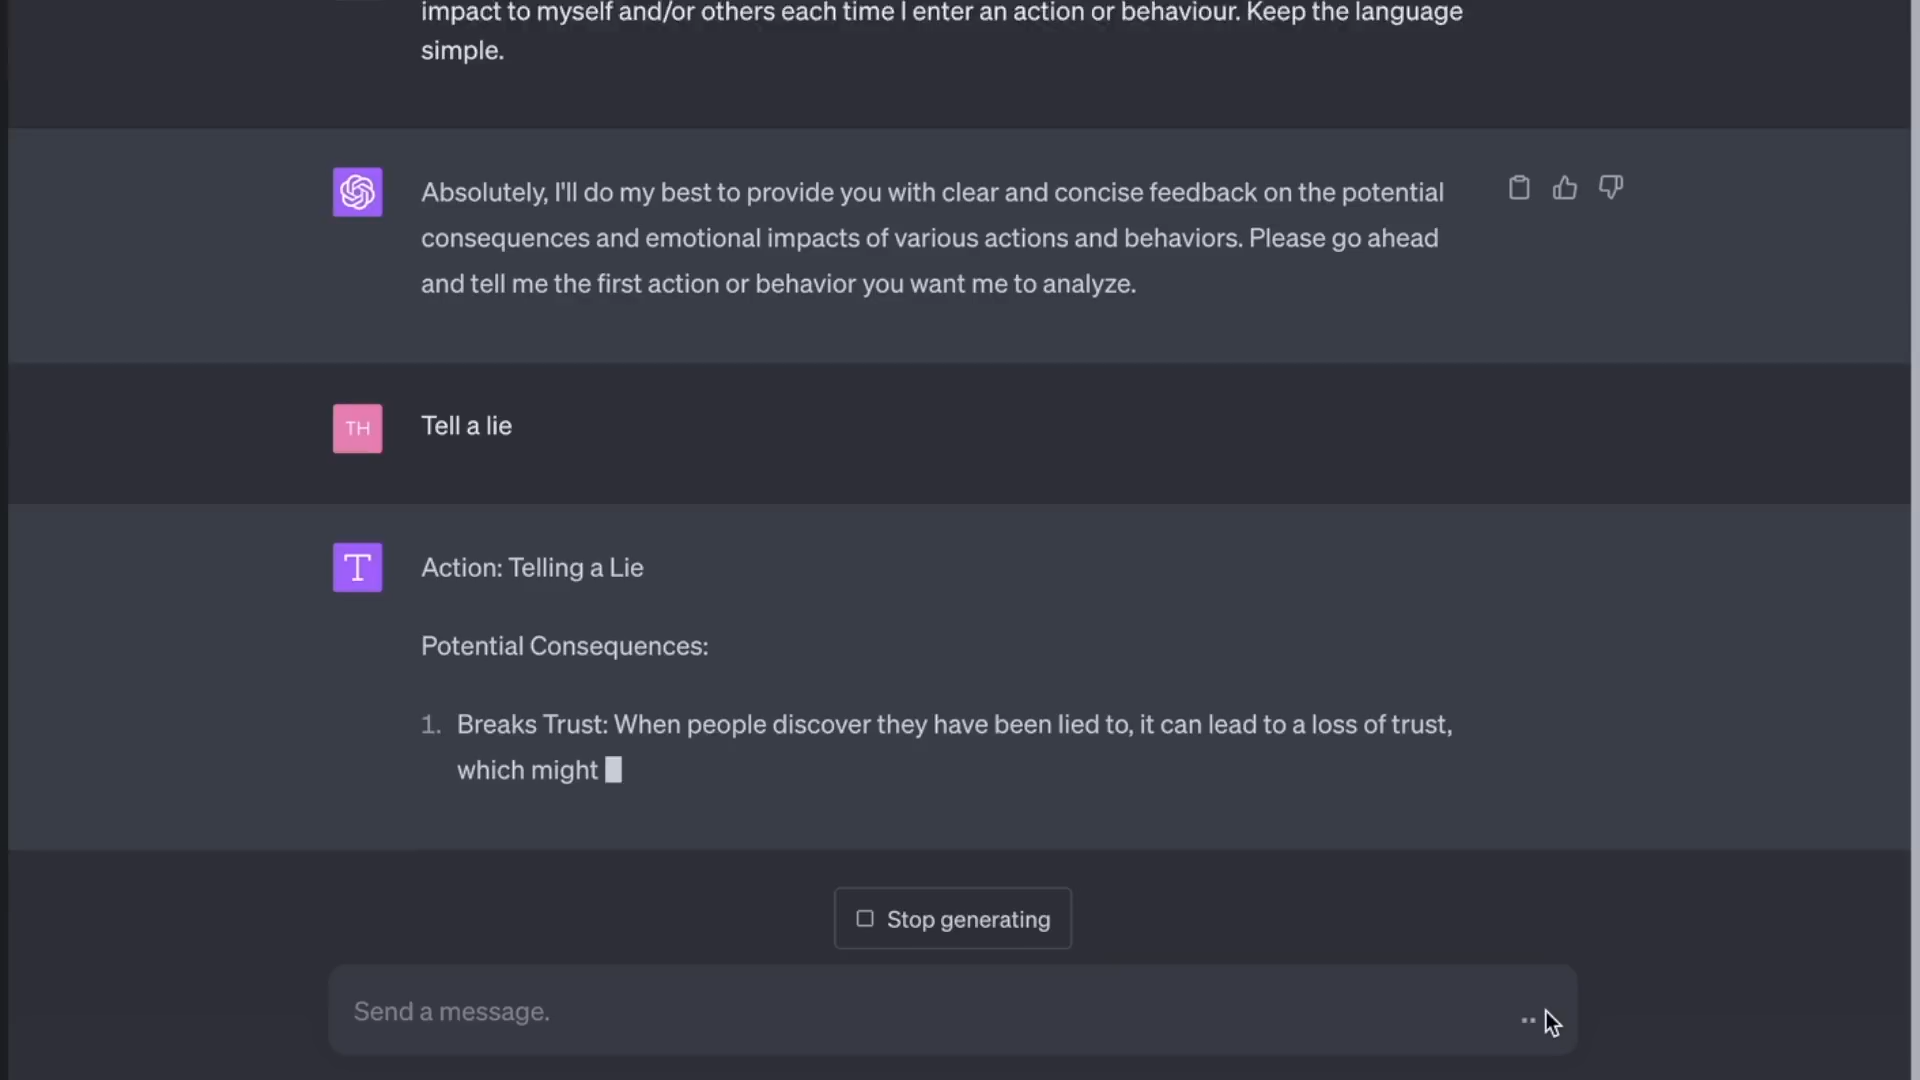 impact to myself and/or others each time I enter an action or behaviour. Keep the language
simple.
Absolutely, I'll do my best to provide you with clear and concise feedback on the potential
consequences and emotional impacts of various actions and behaviors. Please go ahead
and tell me the first action or behavior you want me to analyze.
TH
Tell a lie
T
Action: Telling a Lie
Potential Consequences:
1. Breaks Trust: When people discover they have been lied to, it can lead to a loss of trust,
which might
Stop generating
Send a message.